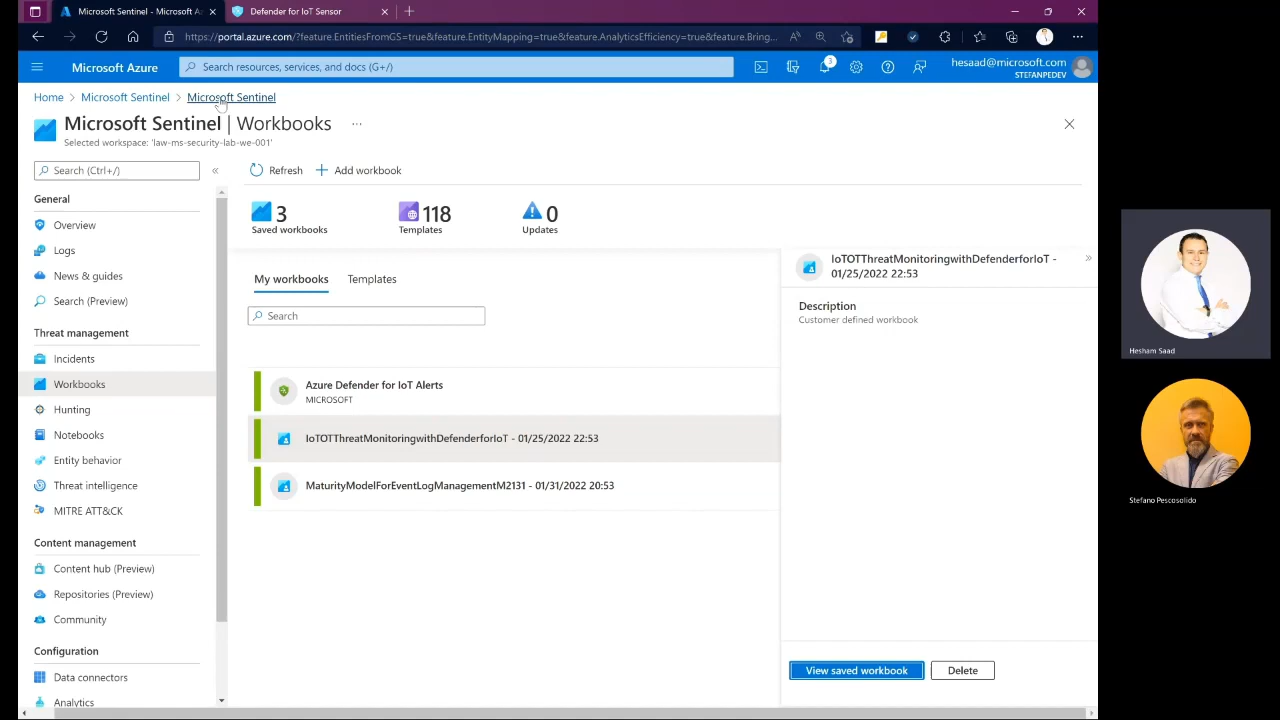 Microsoft Sentinel - Microsoft A
Defender for IoT Sensor
https://portal.azure.com/?feature.EntitiesFromGS=true&feature.EntityMapping=true&feature.AnalyticsEfficiency=true&feature.Bring...
Microsoft Azure
Search resources, services, and docs (G+/)
3
hesaad@microsoft.com
STEFANPEDEV
Home > Microsoft Sentinel > Microsoft Sentinel
Microsoft Sentinel | Workbooks ...
Selected workspace: 'law-ms-security-lab-we-001'
Search (Ctrl+/)
«
Refresh
Add workbook
General
Overview
Logs
News & guides
Search (Preview)
Threat management
Incidents
Workbooks
Hunting
Notebooks
Entity behavior
Threat intelligence
MITRE ATT&CK
Content management
Content hub (Preview)
Repositories (Preview)
Community
Configuration
Data connectors
Analytics
3
Saved workbooks
118
Templates
0
Updates
My workbooks
Templates
Search
Azure Defender for IoT Alerts
MICROSOFT
IoTOTThreatMonitoringwithDefenderforIoT - 01/25/2022 22:53
MaturityModelForEventLogManagementM2131 - 01/31/2022 20:53
IoTOTThreatMonitoringwithDefenderforIoT -
01/25/2022 22:53
»
Description
Customer defined workbook
View saved workbook
Delete
Hesham Saad
Stefano Pescosolido